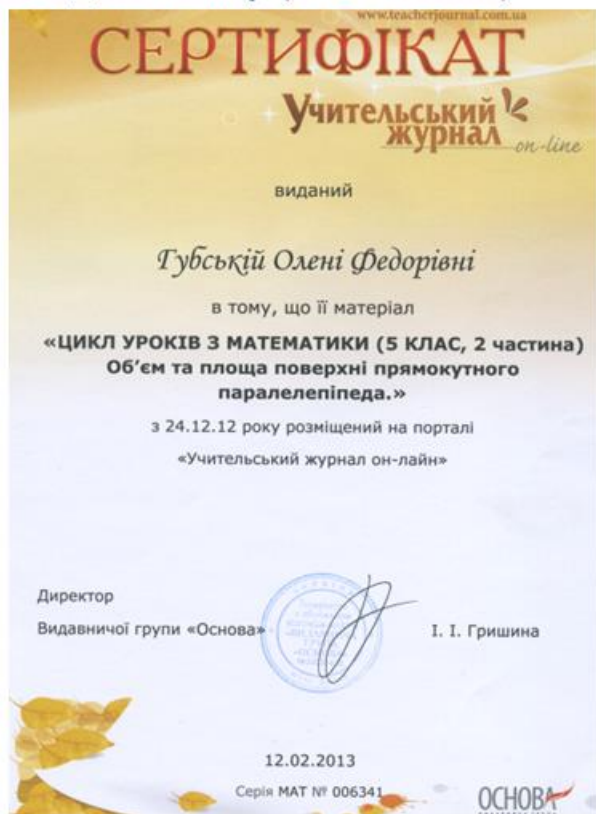 www.teacherjournal.com.ua
СЕРТИФІКАТ
Учительський
журнал
on-line
виданий
Губській Олені Федорівні
в тому, що її матеріал
«ЦИКЛ УРОКІВ З МАТЕМАТИКИ (5 КЛАС, 2 частина)
Об’єм та площа поверхні прямокутного
паралелепіпеда.»
з 24.12.12 року розміщений на порталі
«Учительський журнал он-лайн»
Директор
Видавничої групи «Основа»
І. І. Гришина
12.02.2013
Серія МАТ № 006341
ОСНОВА